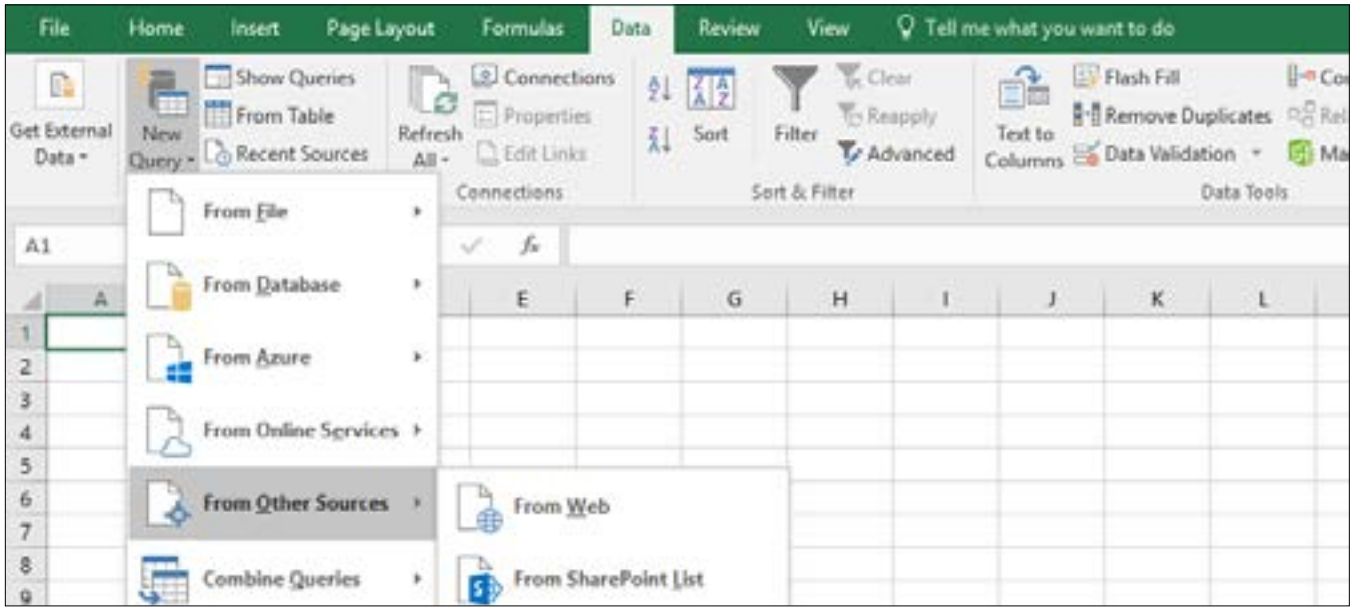 File Home Insert Page Layout Formulas Data Review View Tell me what you want to do
Show Queries
From Table
Recent Sources
Get External
Data
New
Query
Refresh
All
Connections
Properties
Edit Links
Connections
A
Z
Z
A
Z A
A Z
Sort
Filter
Clear
Reapply
Advanced
Sort & Filter
Text to
Columns
Flash Fill
Remove Duplicates
Data Validation
Data Tools
Co
Rel
Ma
A1
fx
A E F G H I J K L
1
2
3
4
5
6
7
8
9
From File
From Database
From Azure
From Online Services
From Other Sources
Combine Queries
From Web
From SharePoint List